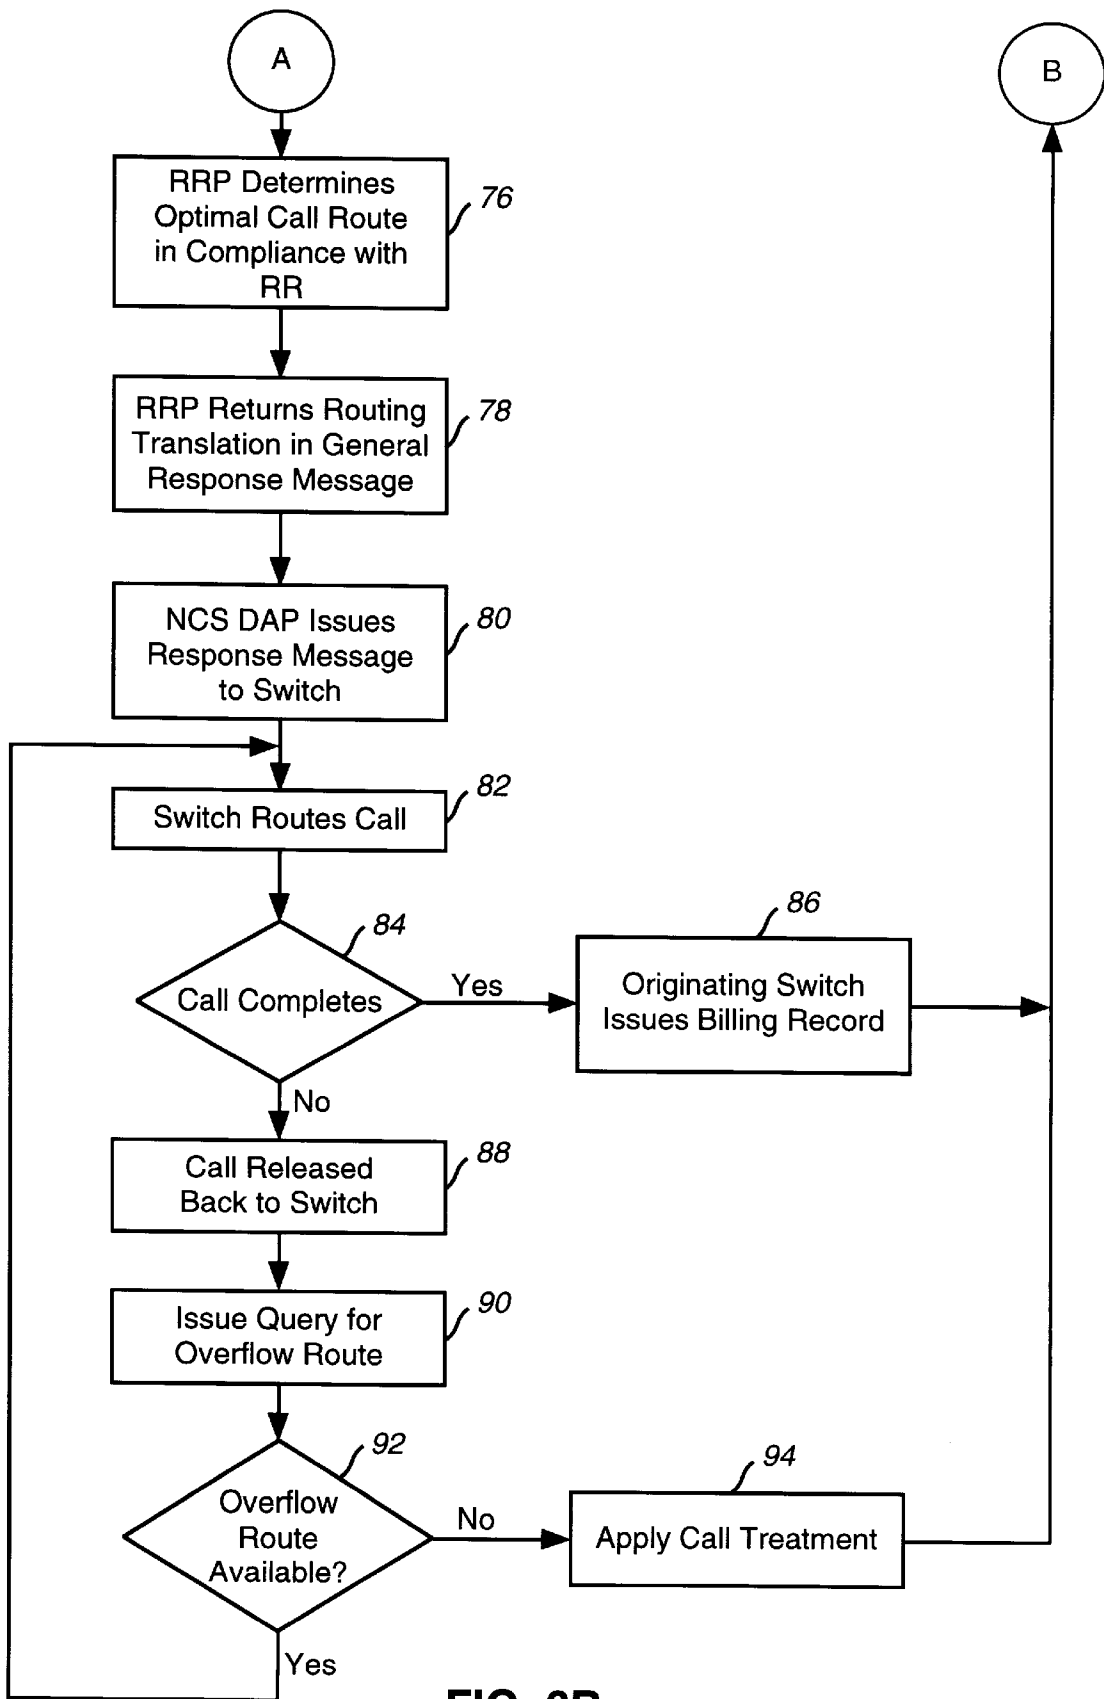 A
B
RRP Determines
Optimal Call Route
in Compliance with
RR
76
RRP Returns Routing
Translation in General
Response Message
78
NCS DAP Issues
Response Message
to Switch
80
Switch Routes Call
82
Call Completes
84
Yes
Originating Switch
Issues Billing Record
86
No
Call Released
Back to Switch
88
Issue Query for
Overflow Route
90
Overflow
Route
Available?
92
No
Apply Call Treatment
94
Yes